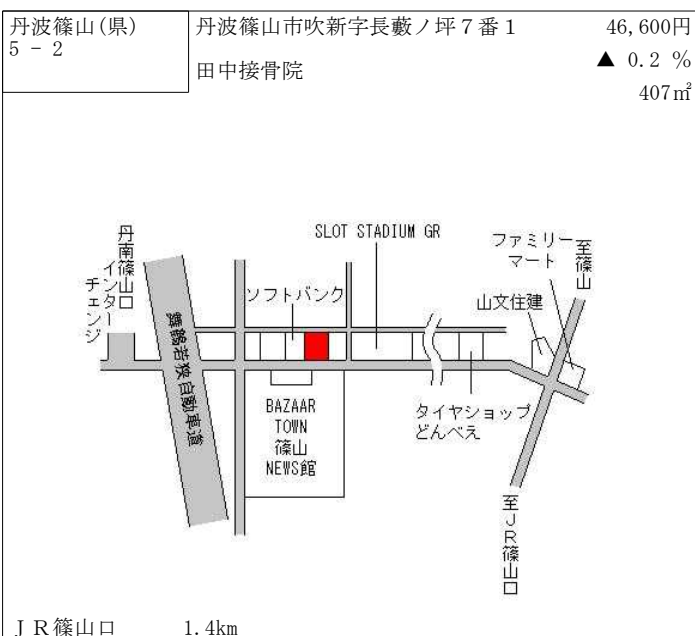 丹波篠山(県)
5 － 2
丹波篠山市吹新字長藪ノ坪７番１
田中接骨院
46,600円
▲ 0.2 %
407㎡
丹南篠山口
インターチェンジ
舞鶴若狭自動車道
ソフトバンク
SLOT STADIUM GR
ファミリー
マート
至篠山
山文住建
BAZAAR
TOWN
篠山
NEWS館
タイヤショップ
どんべえ
至ＪＲ篠山口
ＪＲ篠山口 1.4km